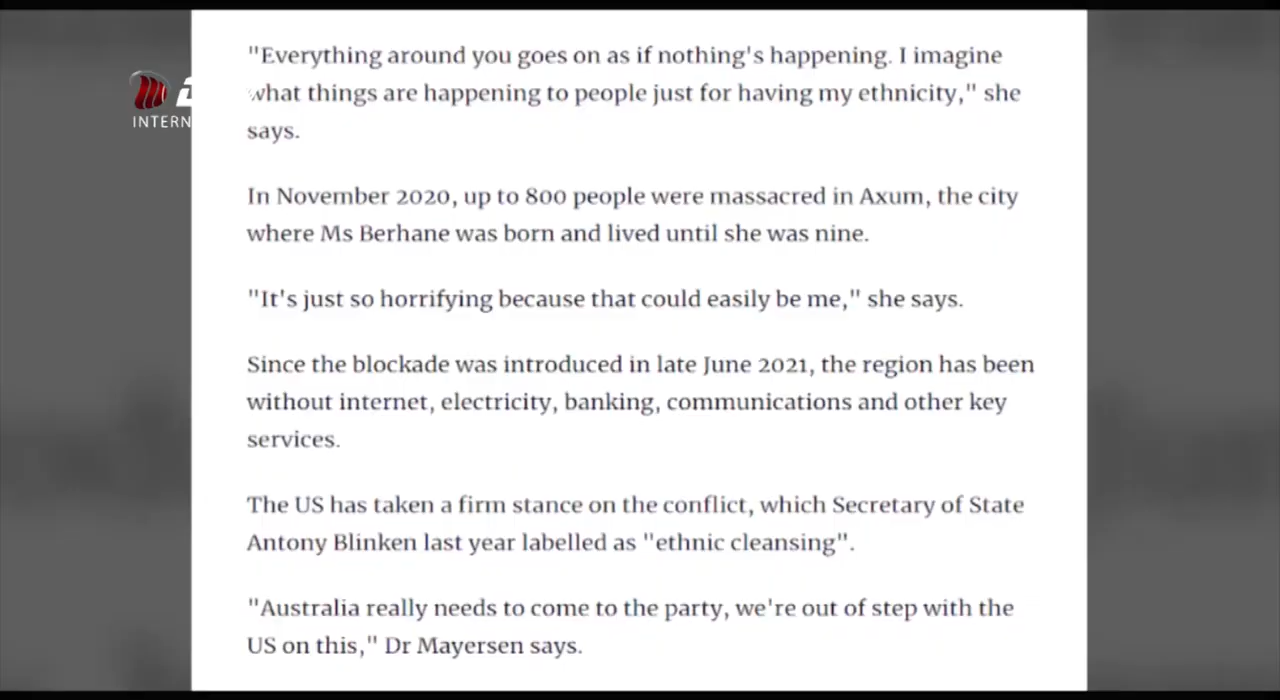 "Everything around you goes on as if nothing's happening. I imagine
what things are happening to people just for having my ethnicity," she
says.
INTERN
In November 2020, up to 800 people were massacred in Axum, the city
where Ms Berhane was born and lived until she was nine.
"It's just so horrifying because that could easily be me," she says.
Since the blockade was introduced in late June 2021, the region has been
without internet, electricity, banking, communications and other key
services.
The US has taken a firm stance on the conflict, which Secretary of State
Antony Blinken last year labelled as "ethnic cleansing".
"Australia really needs to come to the party, we're out of step with the
US on this," Dr Mayersen says.